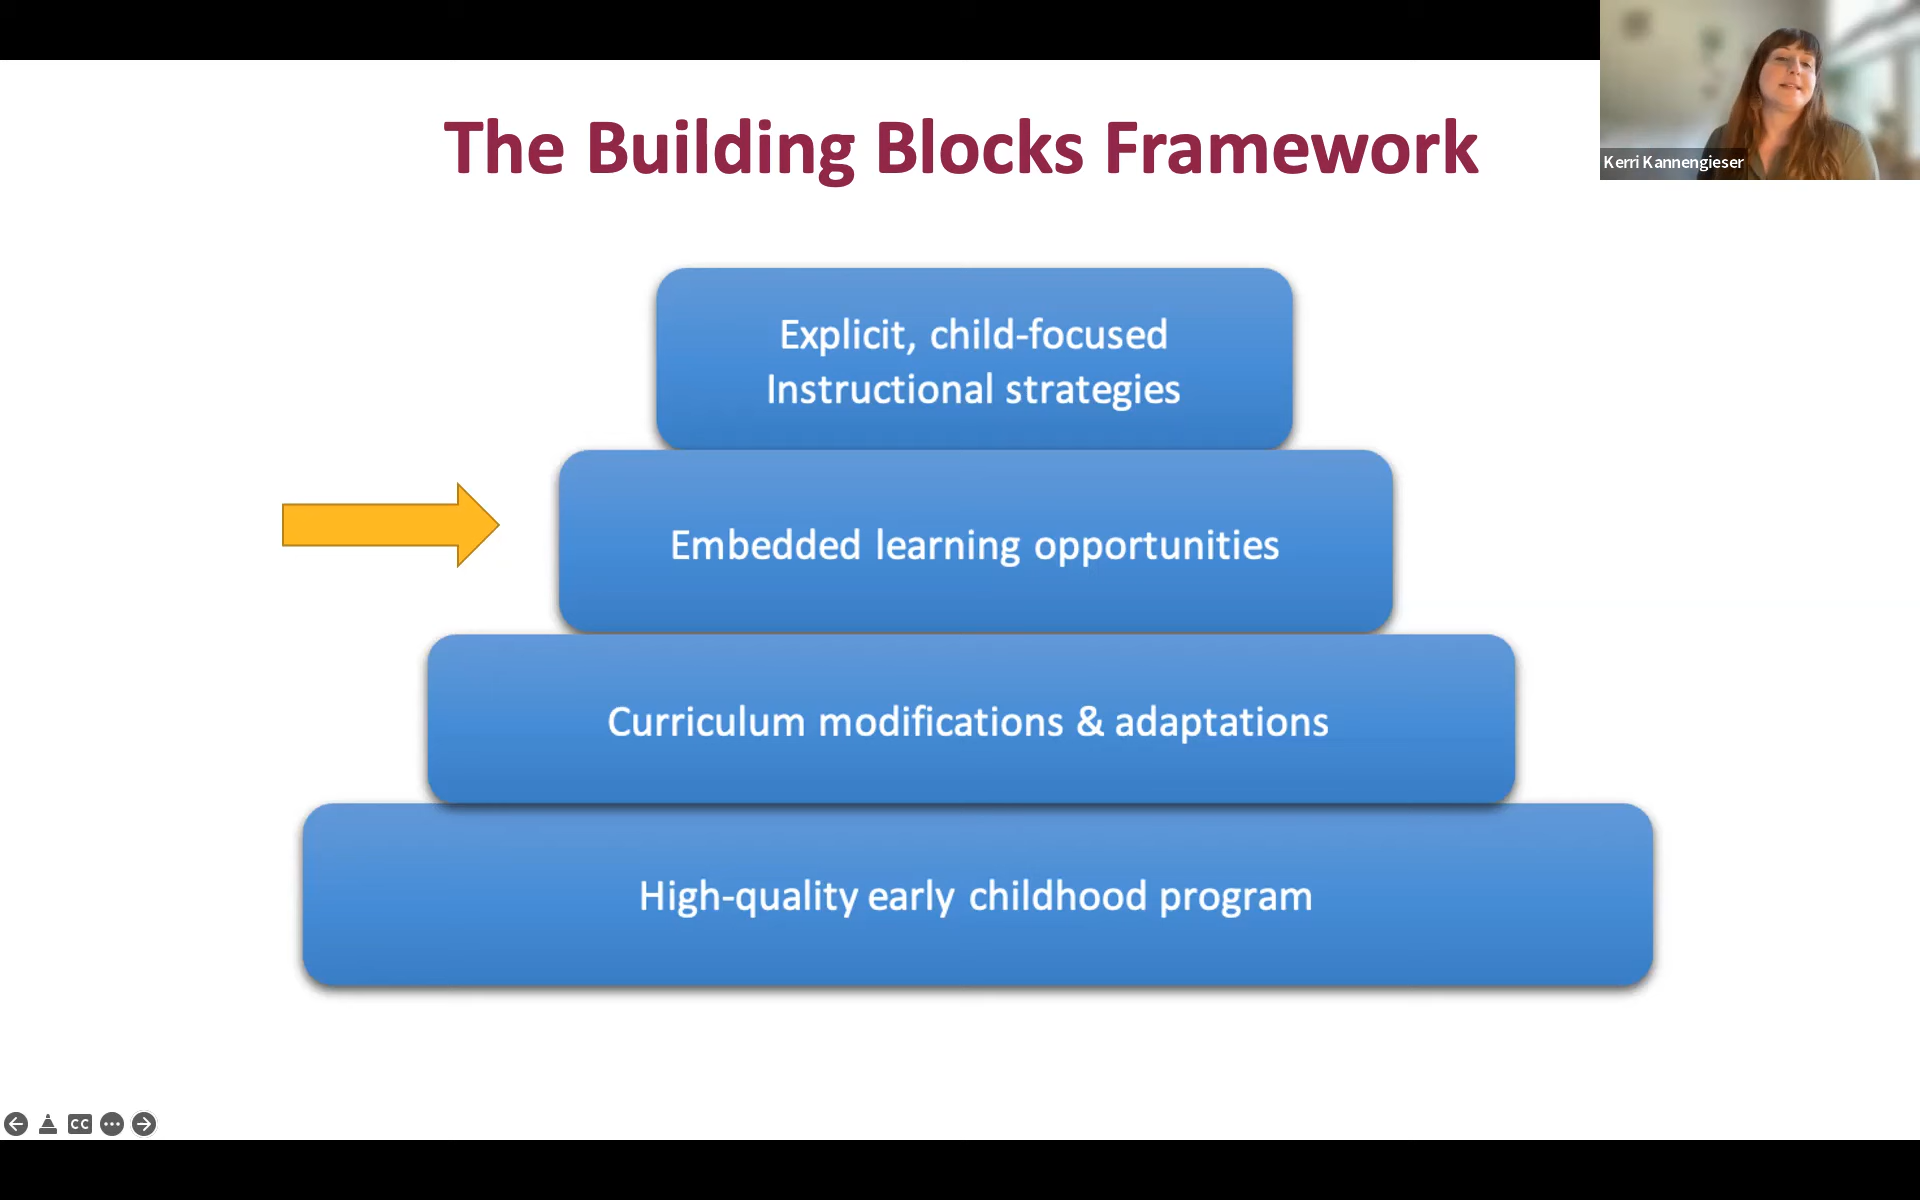 The Building Blocks Framework
Kerri Kannengieser
Explicit, child-focused
Instructional strategies
Embedded learning opportunities
Curriculum modifications & adaptations
High-quality early childhood program
CC